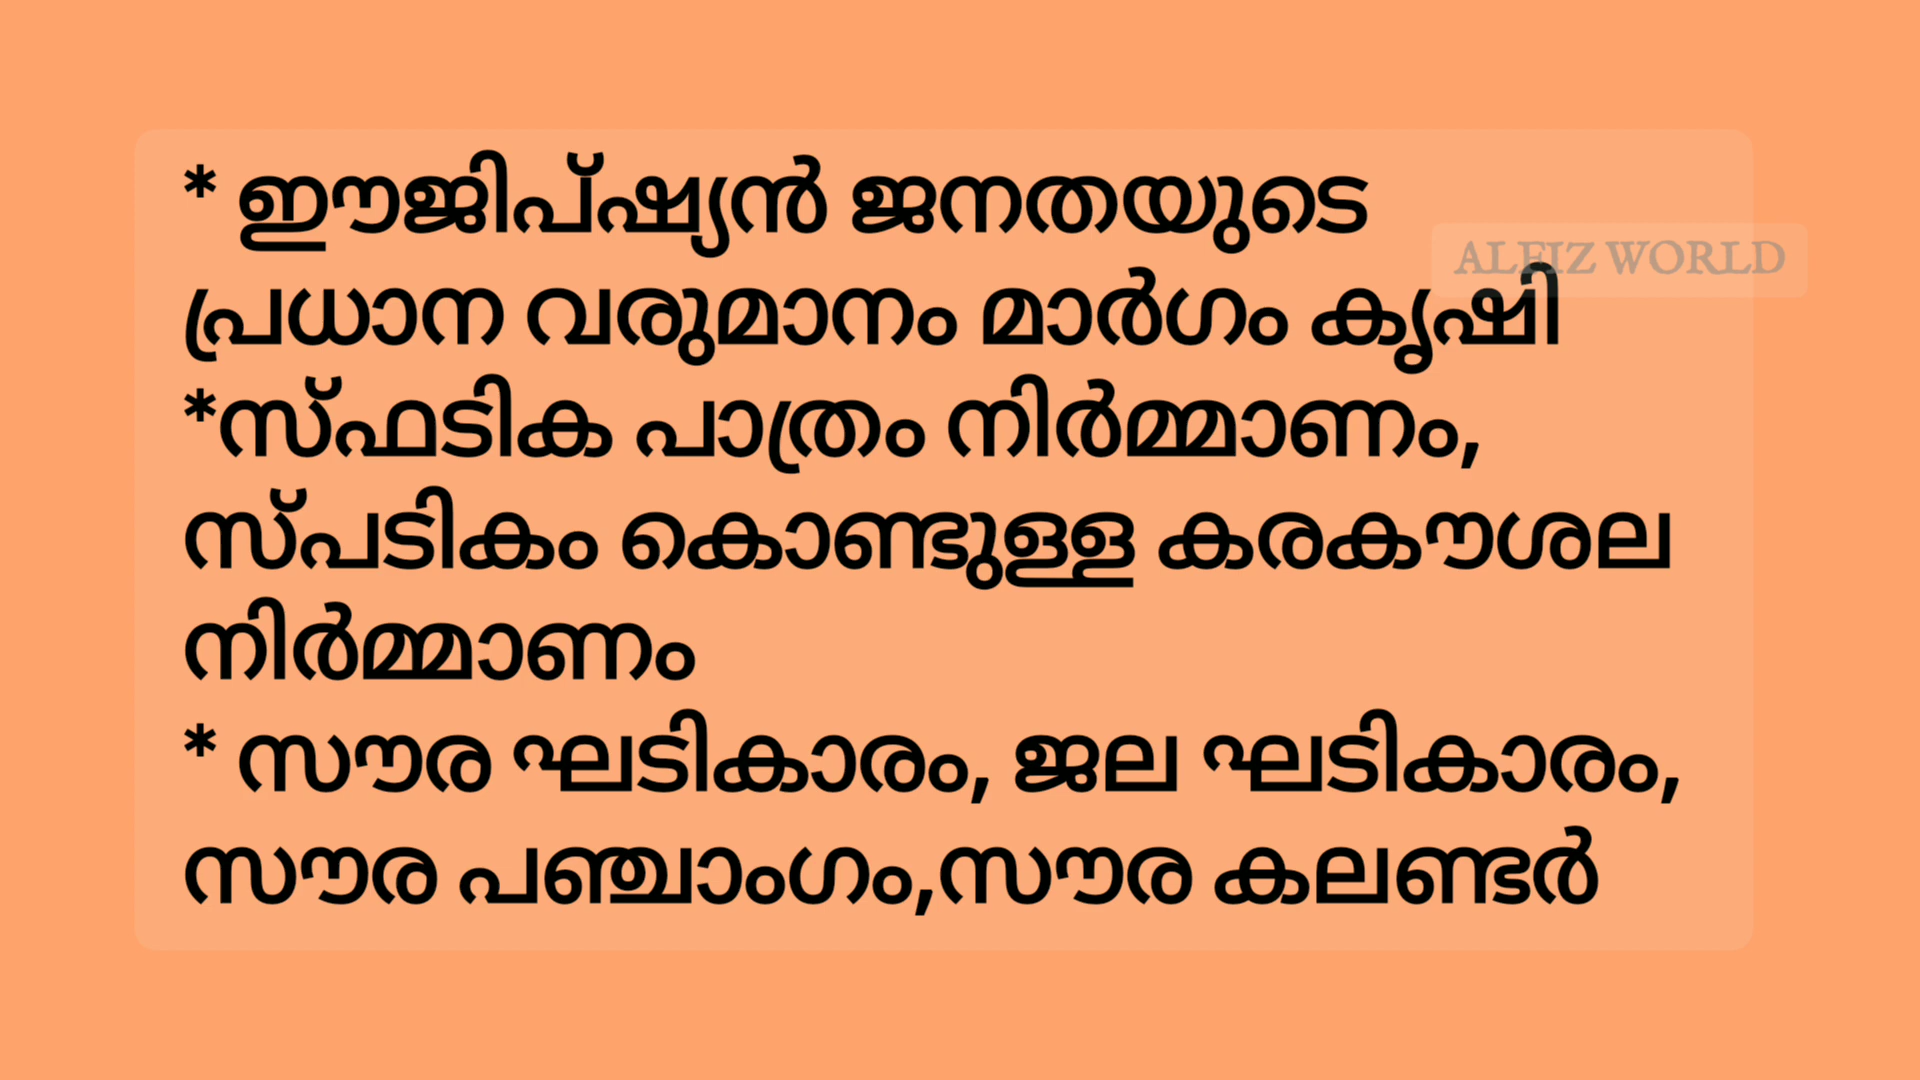 * ഈജിപ്ഷ്യൻ ജനതയുടെ
ALFIZ WORLD
പ്രധാന വരുമാനം മാർഗം കൃഷി
*സ്ഫടിക പാത്രം നിർമ്മാണം,
സ്പടികം കൊണ്ടുള്ള കരകൗശല
നിർമ്മാണം
* സൗര ഘടികാരം, ജല ഘടികാരം,
സൗര പഞ്ചാംഗം,സൗര കലണ്ടർ